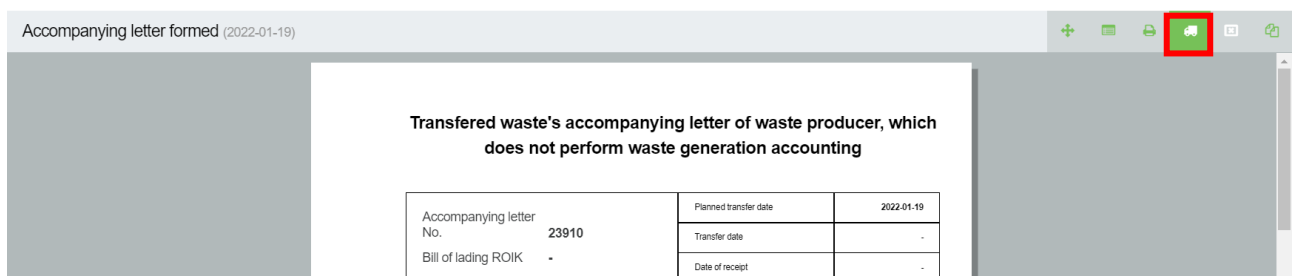 Accompanying letter formed (2022-01-19)
Transfered waste's accompanying letter of waste producer, which
does not perform waste generation accounting
Accompanying letter
No. 23910
Bill of lading ROIK -
Planned transfer date 2022-01-19
Transfer date -
Date of receipt -